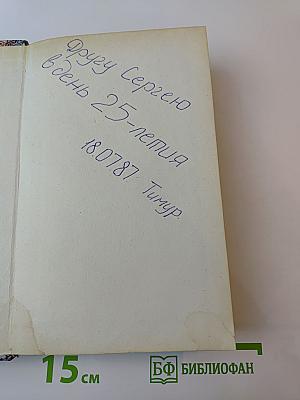 Другу Сергею
в день 25-летия
18.07.87. Тимур.
15 см
БФ БИБЛИОФАН